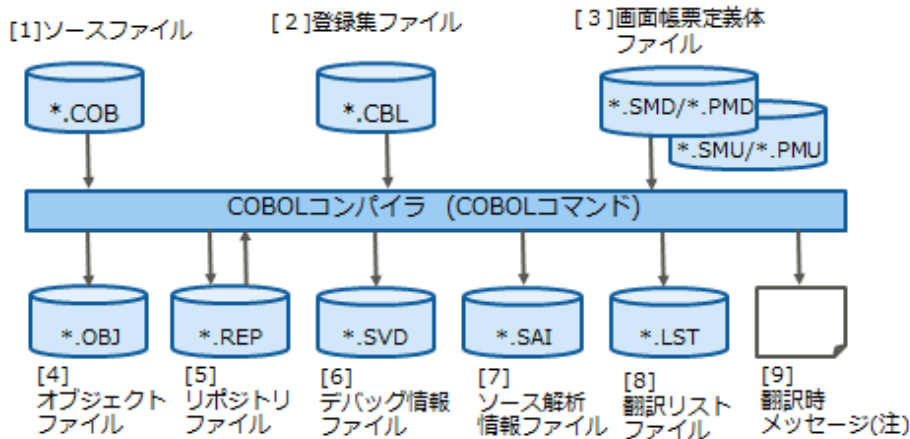 [1]ソースファイル
[２]登録集ファイル
[３]画面帳票定義体
ファイル
*.COB
*.CBL
*.SMD/*.PMD
*.SMU/*.PMU
COBOLコンパイラ (COBOLコマンド)
*.OBJ
*.REP
*.SVD
*.SAI
*.LST
[4]
オブジェクト
ファイル
[5]
リポジトリ
ファイル
[6]
デバッグ情報
ファイル
[7]
ソース解析
情報ファイル
[8]
翻訳リスト
ファイル
[9]
翻訳時
メッセージ(注)